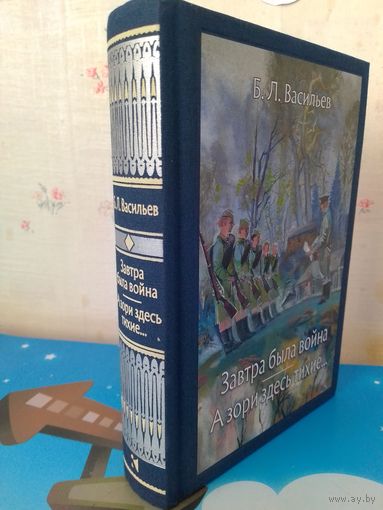 Б. Л. Васильев
Завтра была война
А зори здесь тихие...
Б. Л. Васильев
Завтра
была война
А зори здесь
тихие...
www.ay.by